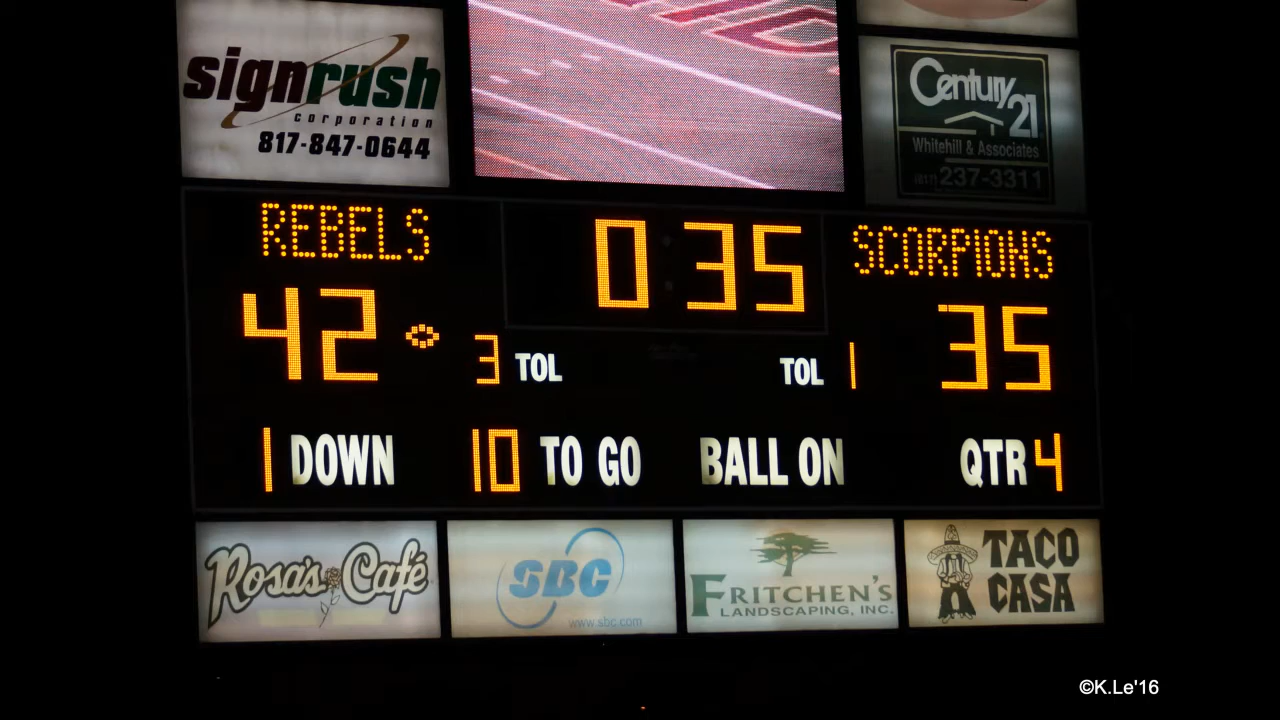 signrush
corporation
817-847-0644
Century 21
Whitehill & Associates
(817) 237-3311
REBELS
0 35
SCORPIONS
42
3 TOL
TOL 1
35
1 DOWN
10 TO GO
BALL ON
QTR 4
Rosa's Café
SBC
www.sbc.com
FRITCHEN'S
LANDSCAPING, INC.
TACO
CASA
©K.Le'16